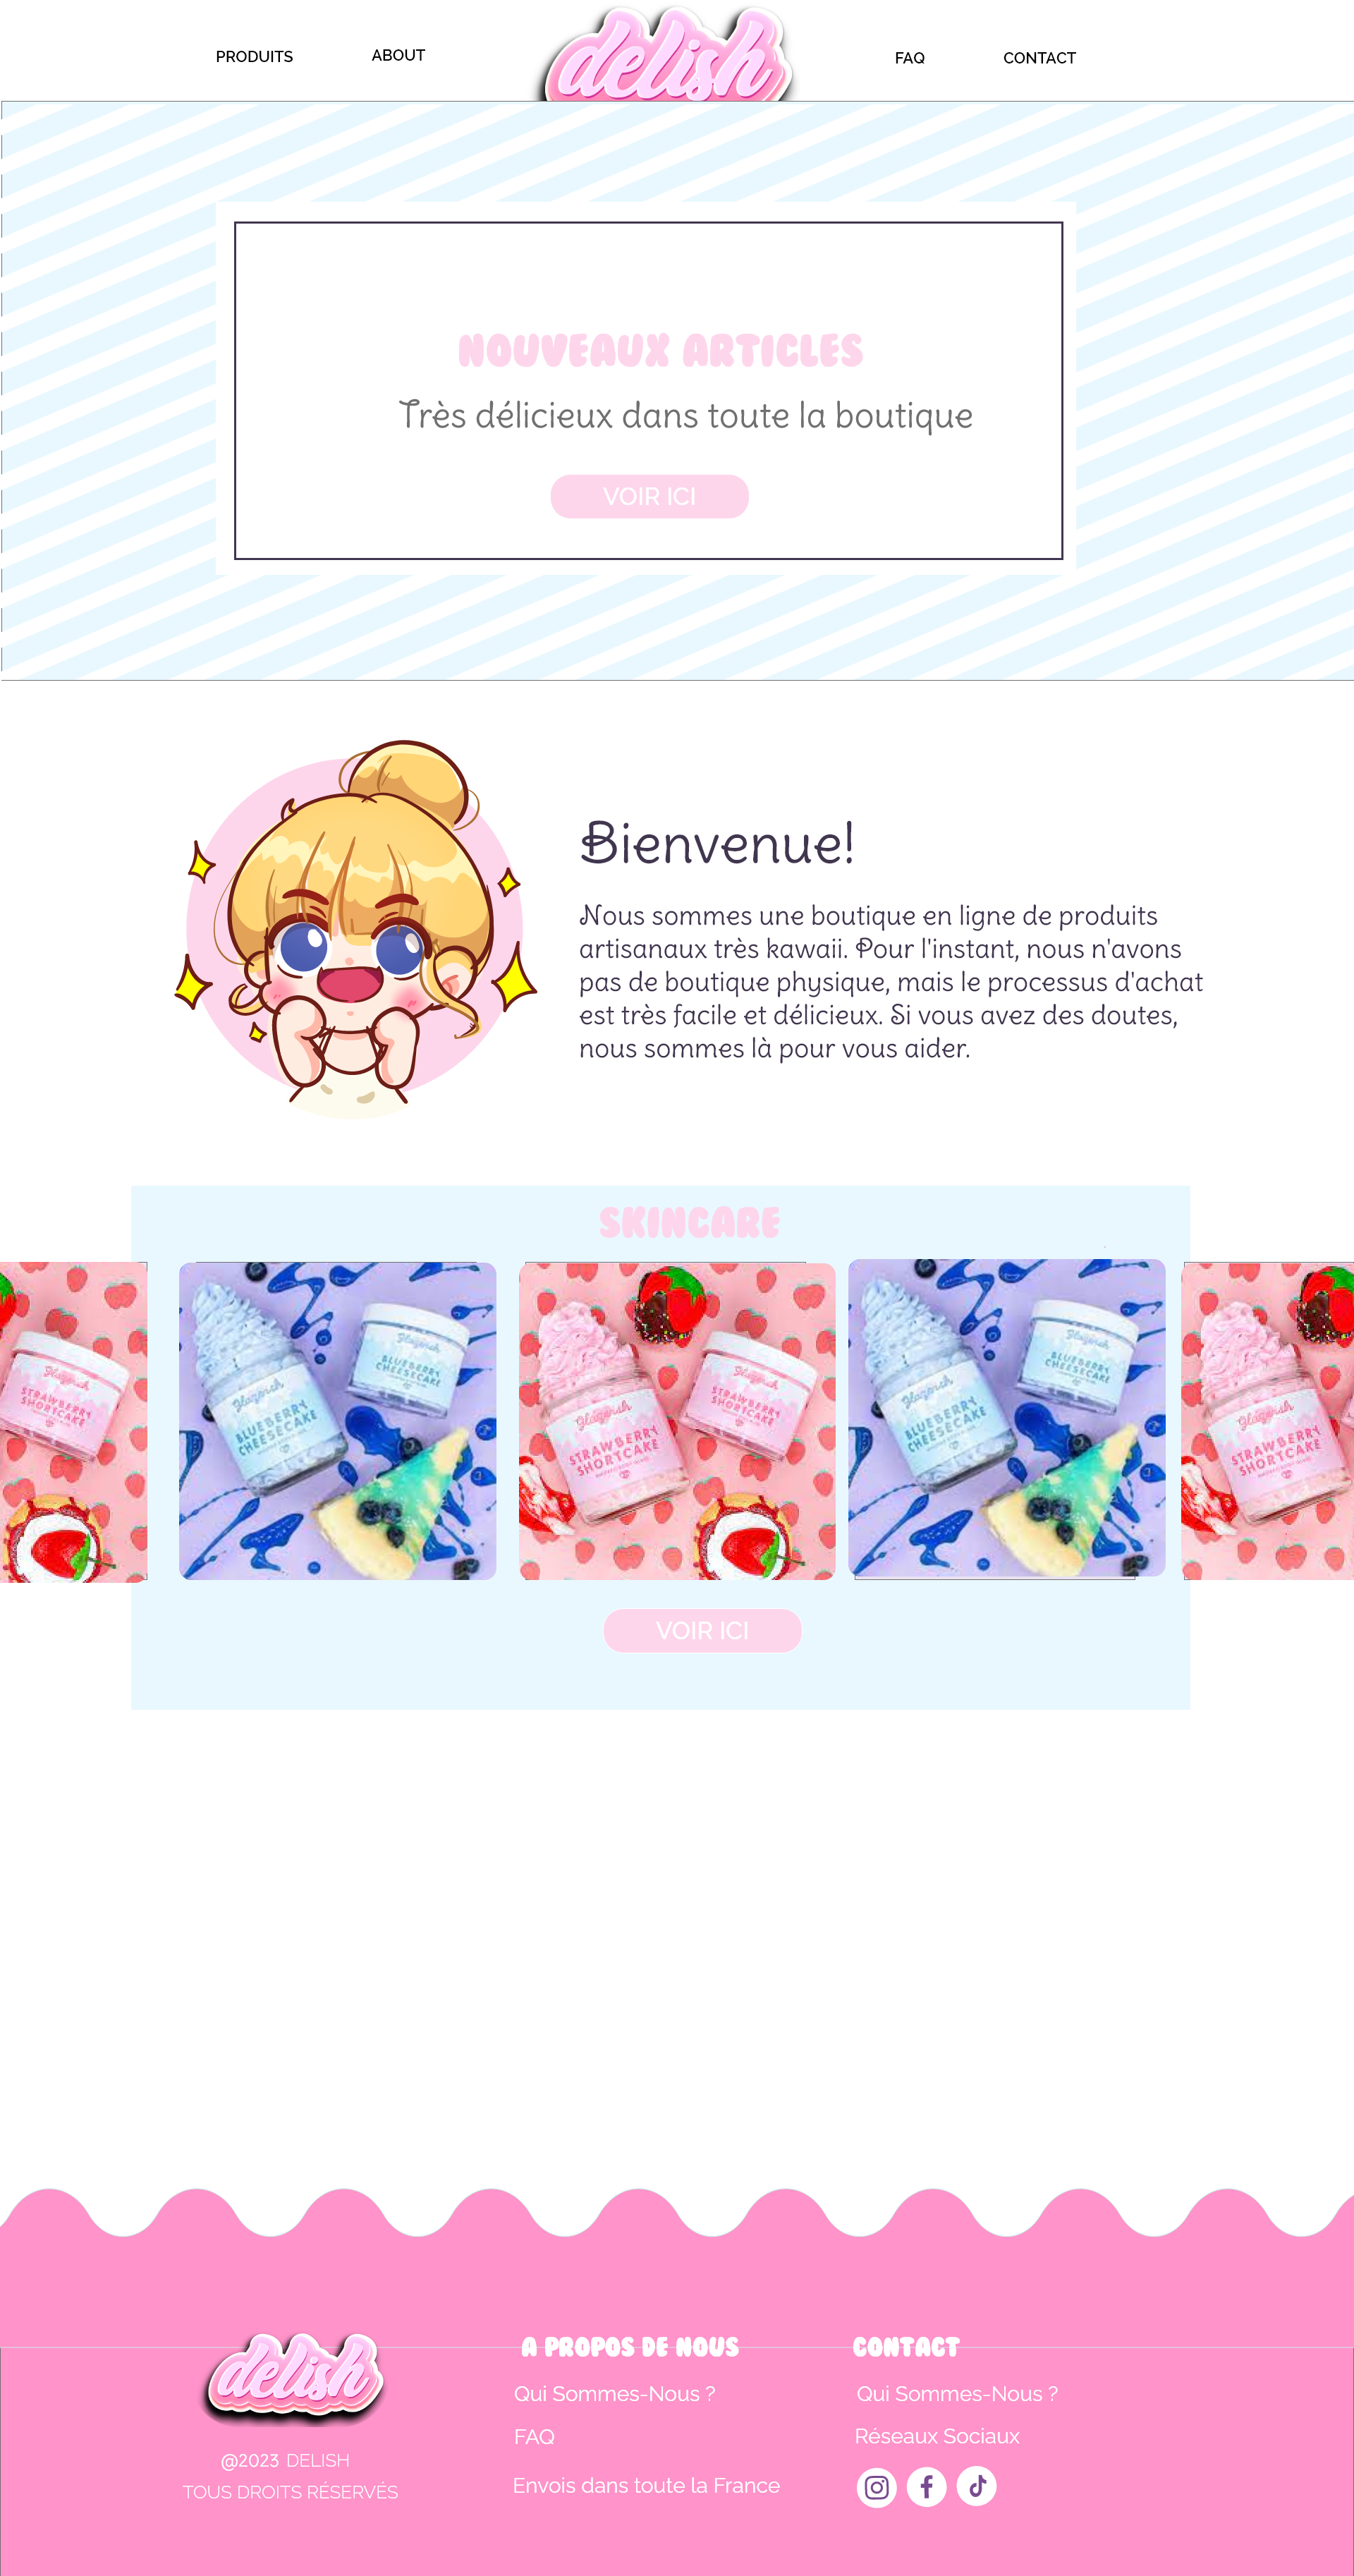 PRODUITS
ABOUT
delish
FAQ
CONTACT
NOUVEAUX ARTICLES
Très délicieux dans toute la boutique
VOIR ICI
Bienvenue!
Nous sommes une boutique en ligne de produits
artisanaux très kawaii. Pour l'instant, nous n'avons
pas de boutique physique, mais le processus d'achat
est très facile et délicieux. Si vous avez des doutes,
nous sommes là pour vous aider.
SKINCARE
STRAWBERRY
SHORTCAKE
BLUEBERRY
CHEESECAKE
BLUEBERRY
CHEESECAKE
STRAWBERRY
SHORTCAKE
STRAWBERRY
SHORTCAKE
BLUEBERRY
CHEESECAKE
BLUEBERRY
CHEESECAKE
STRAWBERRY
SHORTCAKE
VOIR ICI
delish
@2023 DELISH
TOUS DROITS RÉSERVÉS
A PROPOS DE NOUS
Qui Sommes-Nous ?
FAQ
Envois dans toute la France
CONTACT
Qui Sommes-Nous ?
Réseaux Sociaux